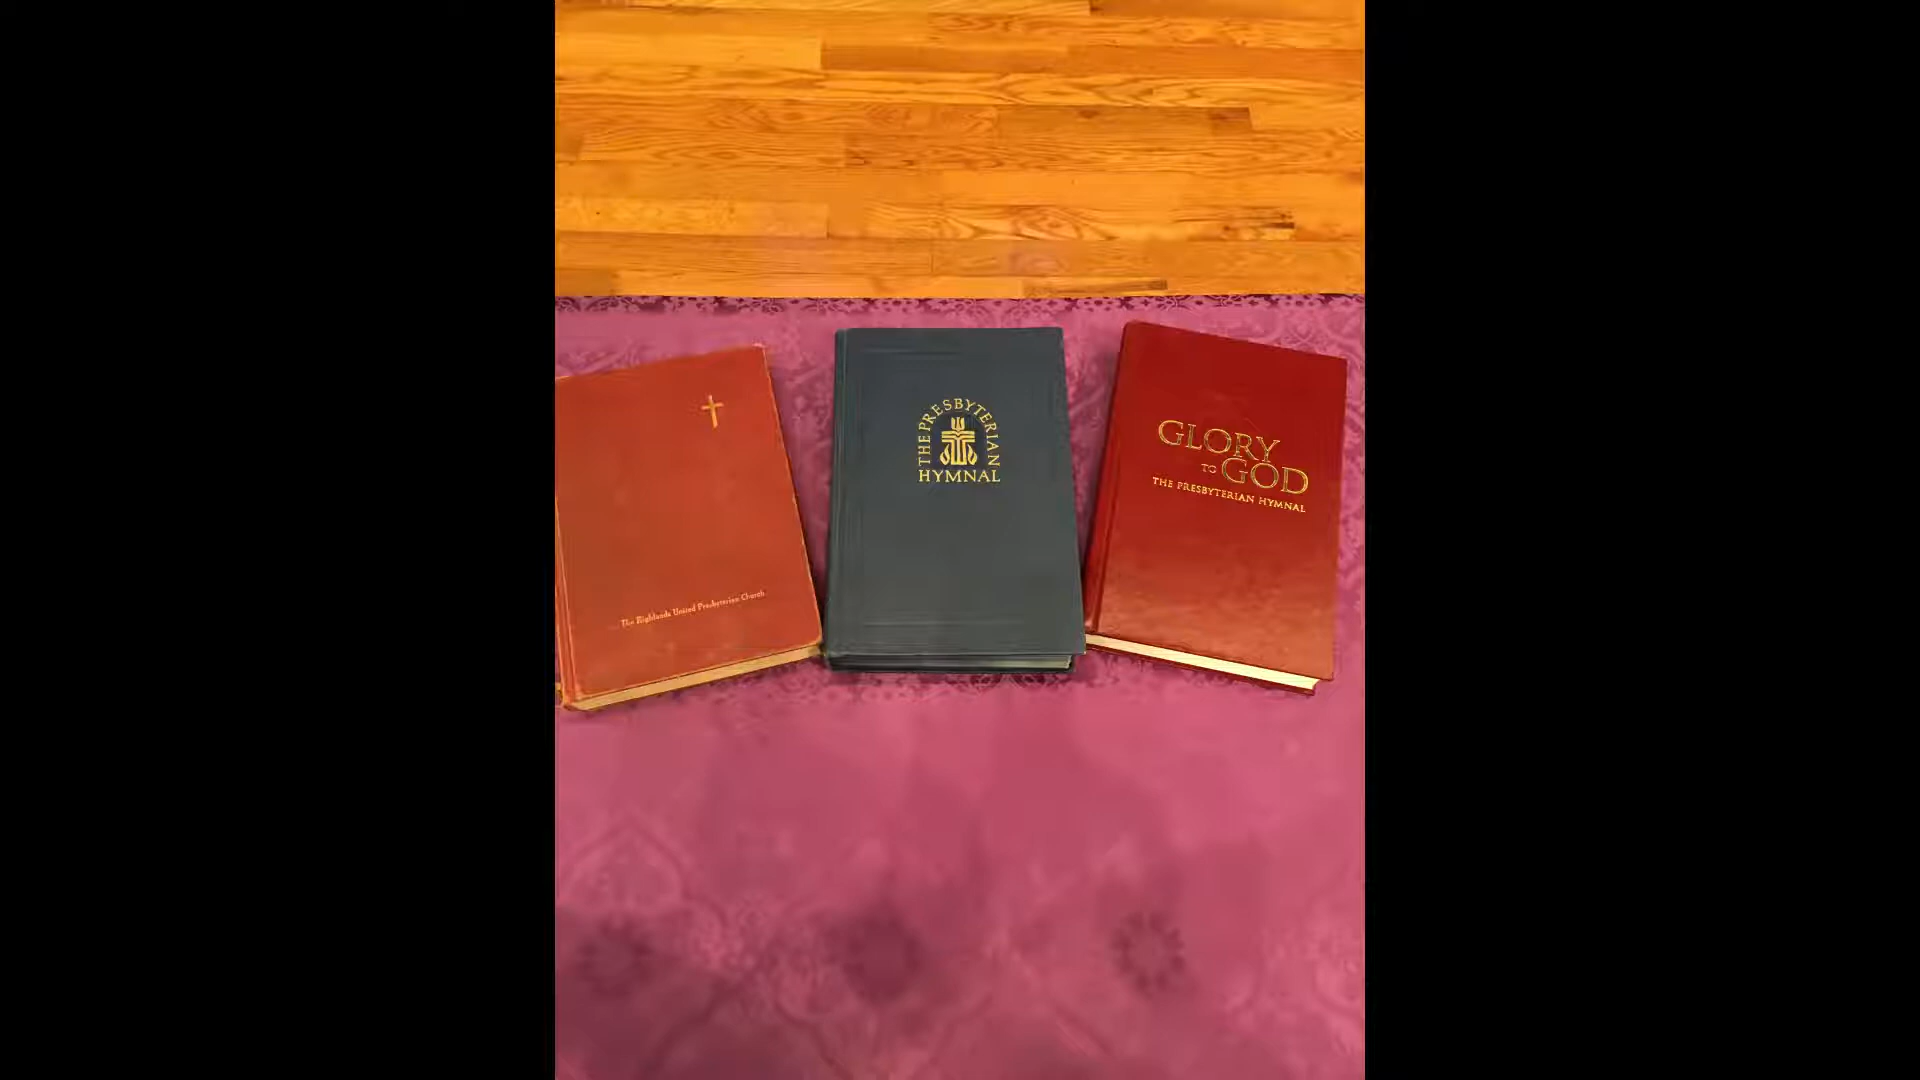 The Highlands United Presbyterian Church
THE PRESBYTERIAN
HYMNAL
GLORY
TO GOD
THE PRESBYTERIAN HYMNAL